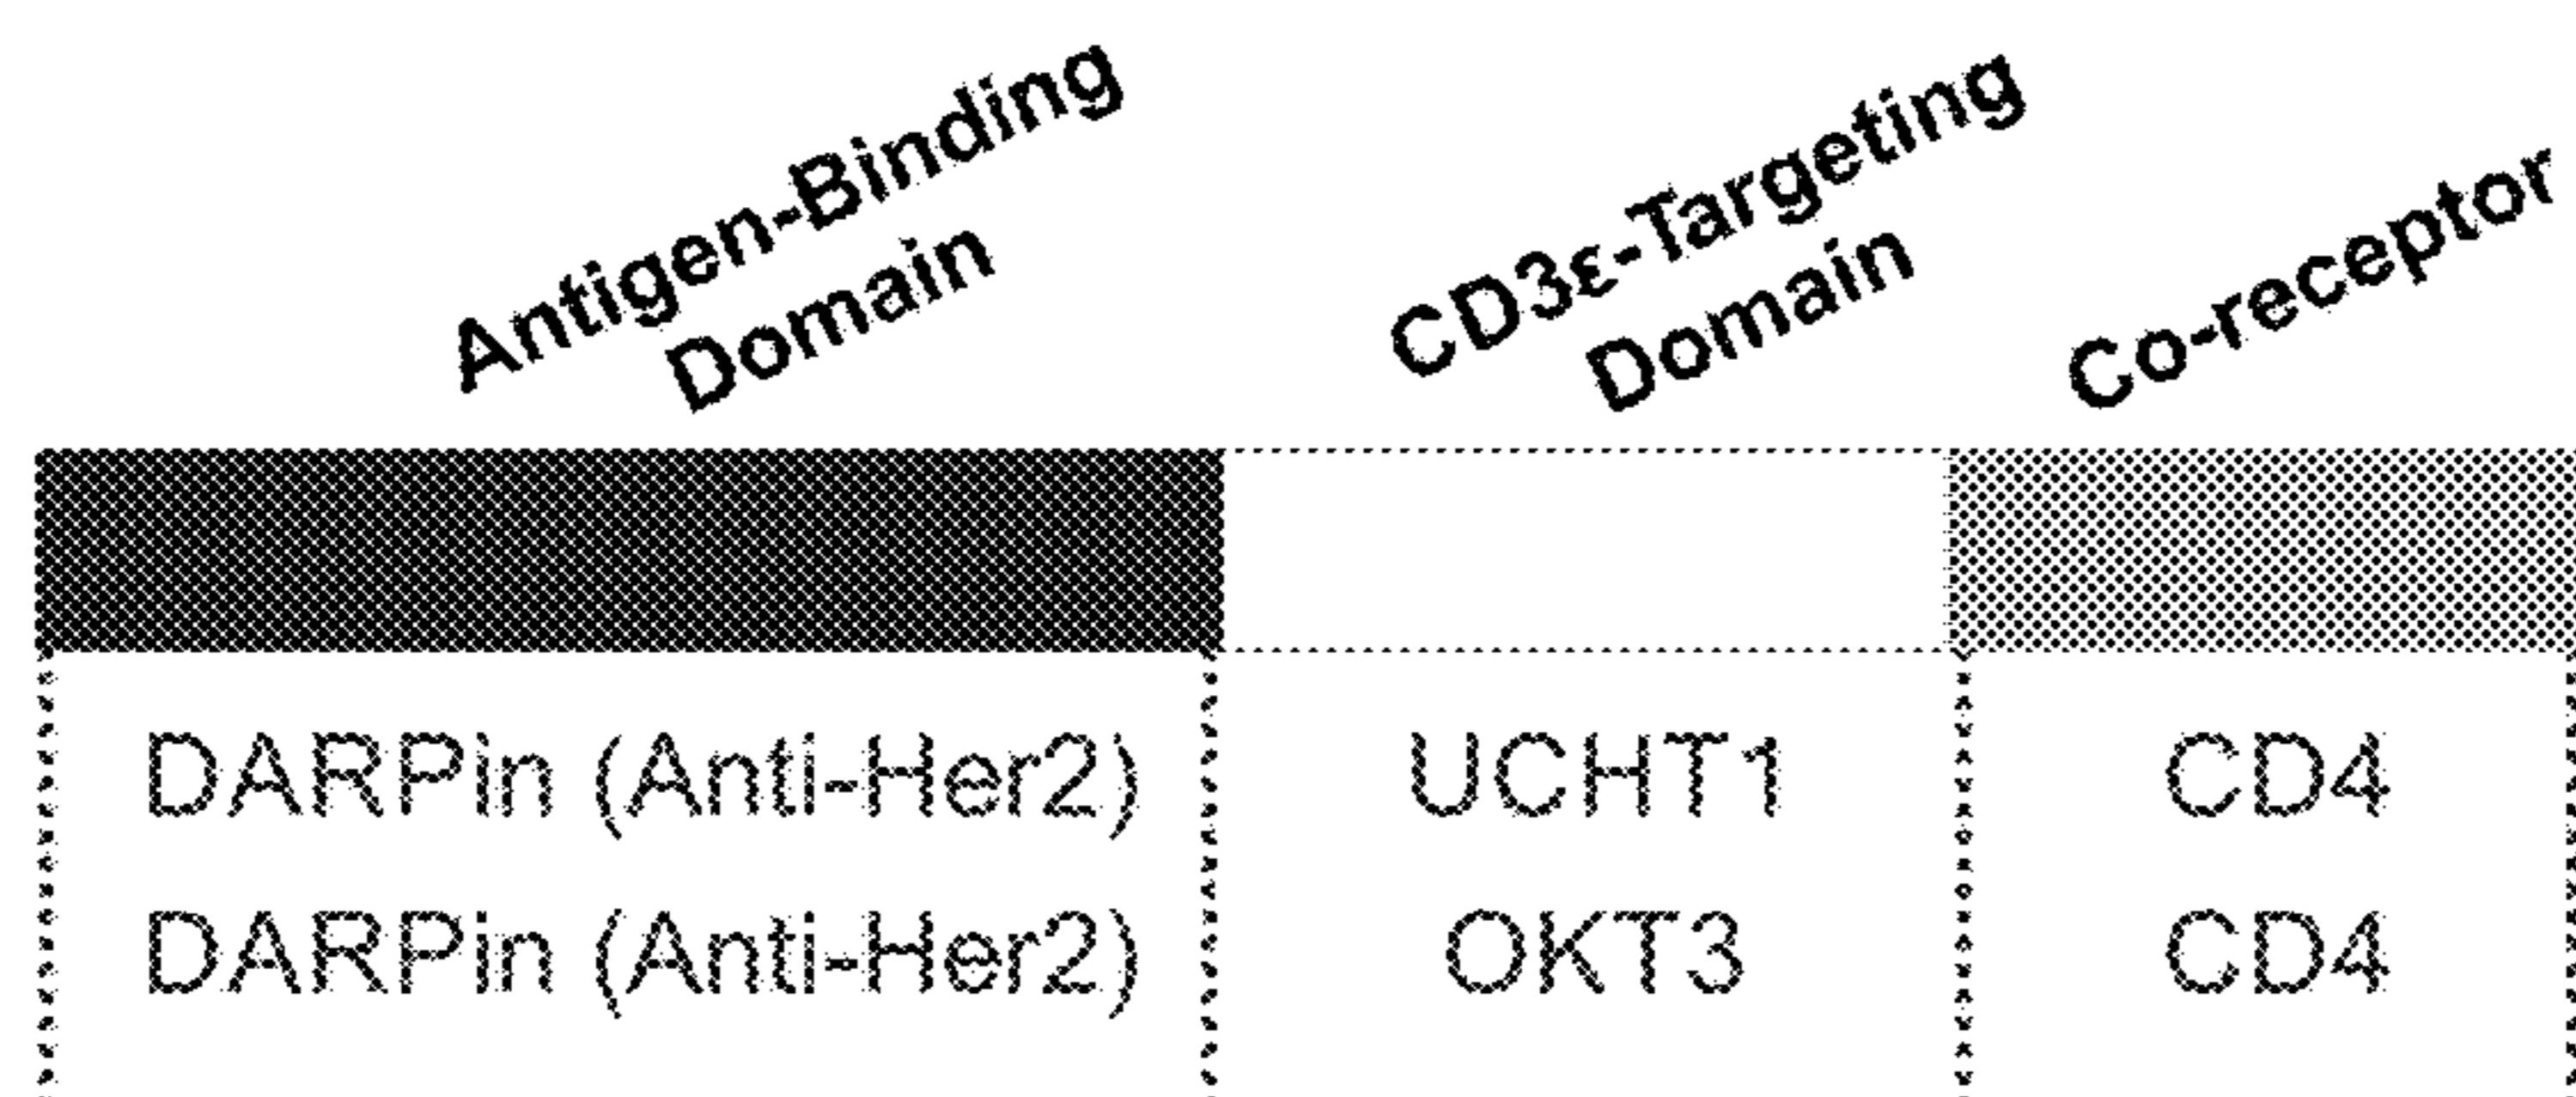 Antigen-Binding
Domain
CD3ε-Targeting
Domain
Co-receptor
DARPin (Anti-Her2) UCHT1 CD4
DARPin (Anti-Her2) OKT3 CD4